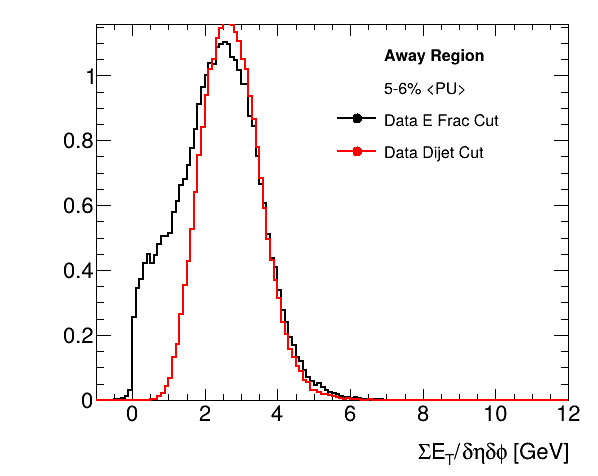 Away Region
5-6% <PU>
Data E Frac Cut
Data Dijet Cut
1
0.8
0.6
0.4
0.2
0
0 2 4 6 8 10 12
ΣE_T/δηδϕ [GeV]